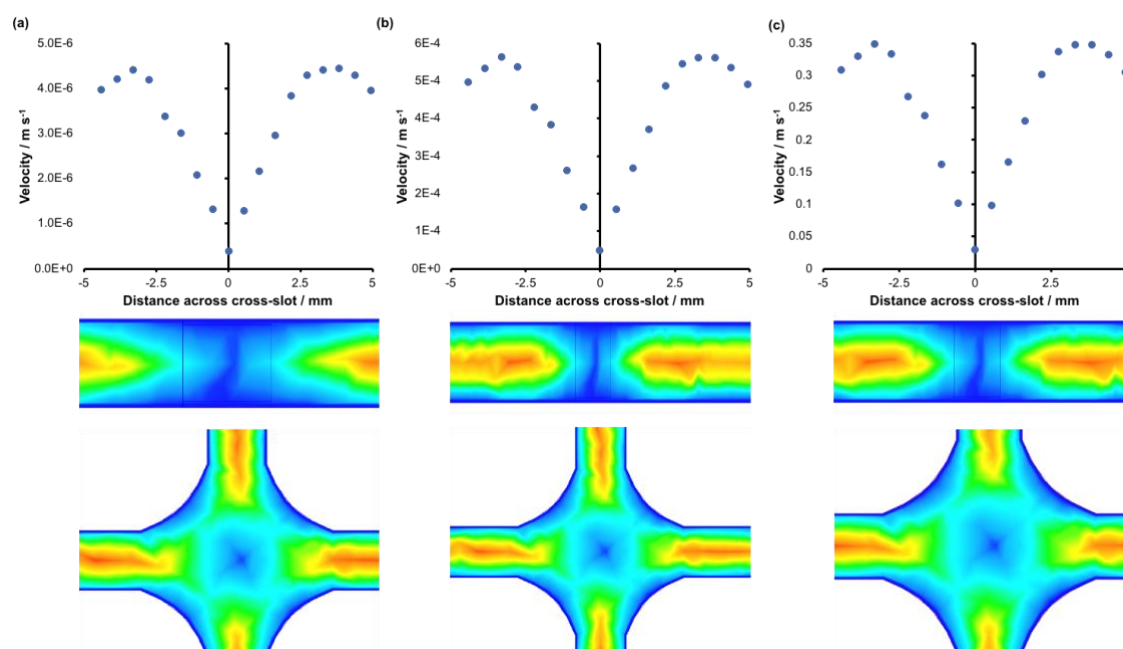 (a)
5.0E-6
4.0E-6
3.0E-6
2.0E-6
1.0E-6
0.0E+0
Velocity / m s⁻¹
-5
-2.5
0
2.5
5
Distance across cross-slot / mm
(b)
6E-4
5E-4
4E-4
3E-4
2E-4
1E-4
0E+0
Velocity / m s⁻¹
-5
-2.5
0
2.5
5
Distance across cross-slot / mm
(c)
0.35
0.3
0.25
0.2
0.15
0.1
0.05
0
Velocity / m s⁻¹
-5
-2.5
0
2.5
Distance across cross-slot / mm